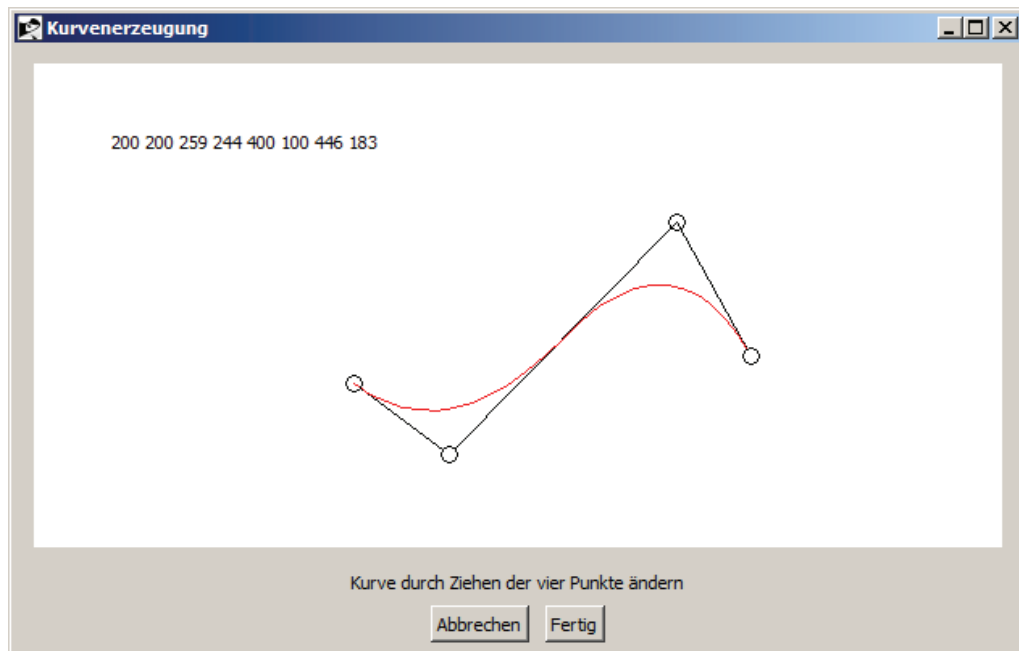 Kurvenerzeugung
200 200 259 244 400 100 446 183
Kurve durch Ziehen der vier Punkte ändern
Abbrechen Fertig